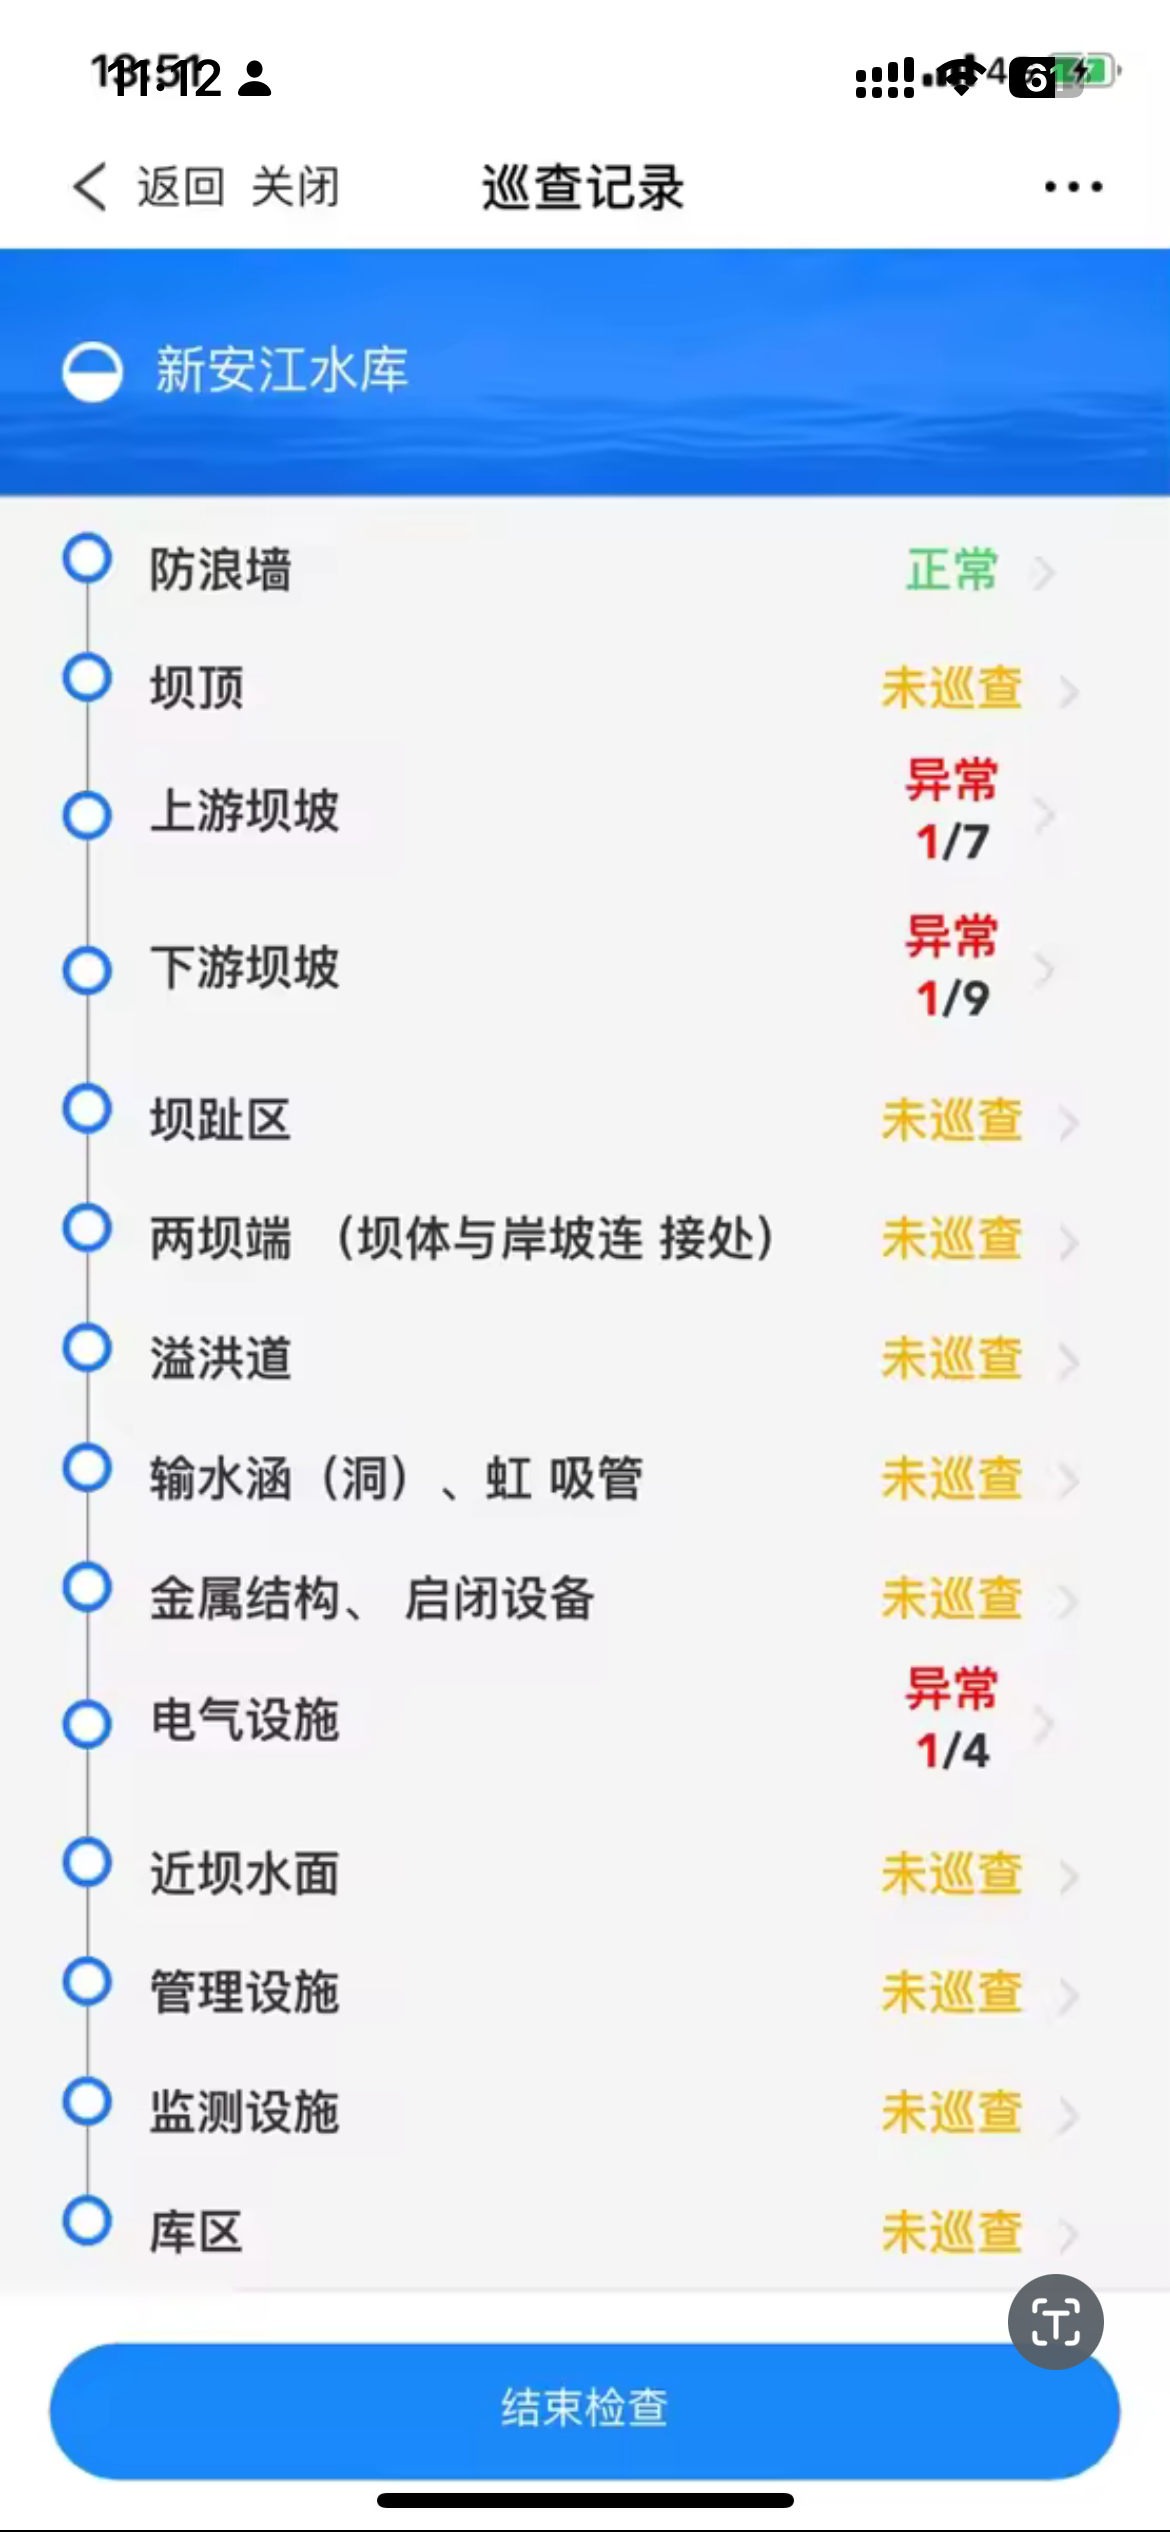 11:12
返回 关闭 巡查记录
新安江水库
防浪墙 正常
坝顶 未巡查
上游坝坡 异常
1/7
下游坝坡 异常
1/9
坝趾区 未巡查
两坝端 （坝体与岸坡连 接处） 未巡查
溢洪道 未巡查
输水涵（洞）、虹 吸管 未巡查
金属结构、 启闭设备 未巡查
电气设施 异常
1/4
近坝水面 未巡查
管理设施 未巡查
监测设施 未巡查
库区 未巡查
结束检查